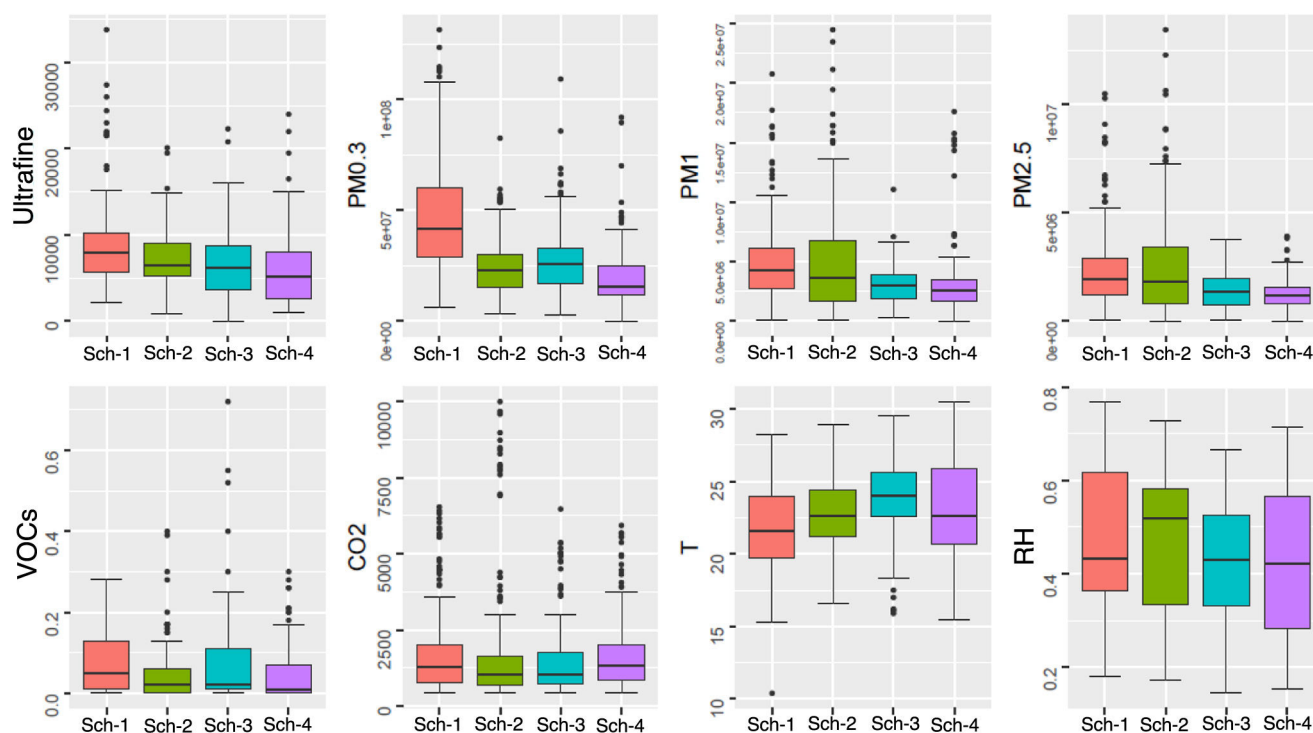 Ultrafine
0
10000
20000
30000
Sch-1 Sch-2 Sch-3 Sch-4
PM0.3
0e+00
5e+07
1e+08
Sch-1 Sch-2 Sch-3 Sch-4
PM1
0.0e+00
5.0e+06
1.0e+07
1.5e+07
2.0e+07
2.5e+07
Sch-1 Sch-2 Sch-3 Sch-4
PM2.5
0e+00
5e+06
1e+07
Sch-1 Sch-2 Sch-3 Sch-4
VOCs
0.0
0.2
0.4
0.6
Sch-1 Sch-2 Sch-3 Sch-4
CO2
0
2500
5000
7500
10000
Sch-1 Sch-2 Sch-3 Sch-4
T
10
15
20
25
30
Sch-1 Sch-2 Sch-3 Sch-4
RH
0.2
0.4
0.6
0.8
Sch-1 Sch-2 Sch-3 Sch-4